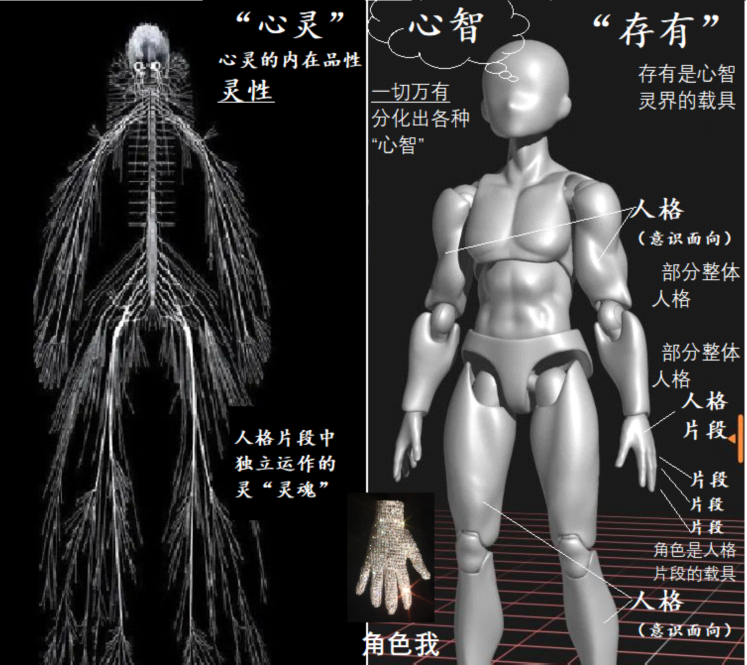 “心灵”
心灵的内在品性
灵性
人格片段中
独立运作的
灵“灵魂”
心智
“存有”
存有是心智
灵界的载具
一切万有
分化出各种
“心智”
人格
（意识面向）
部分整体
人格
部分整体
人格
人格
片段
片段
片段
片段
角色是人格
片段的载具
人格
（意识面向）
角色我